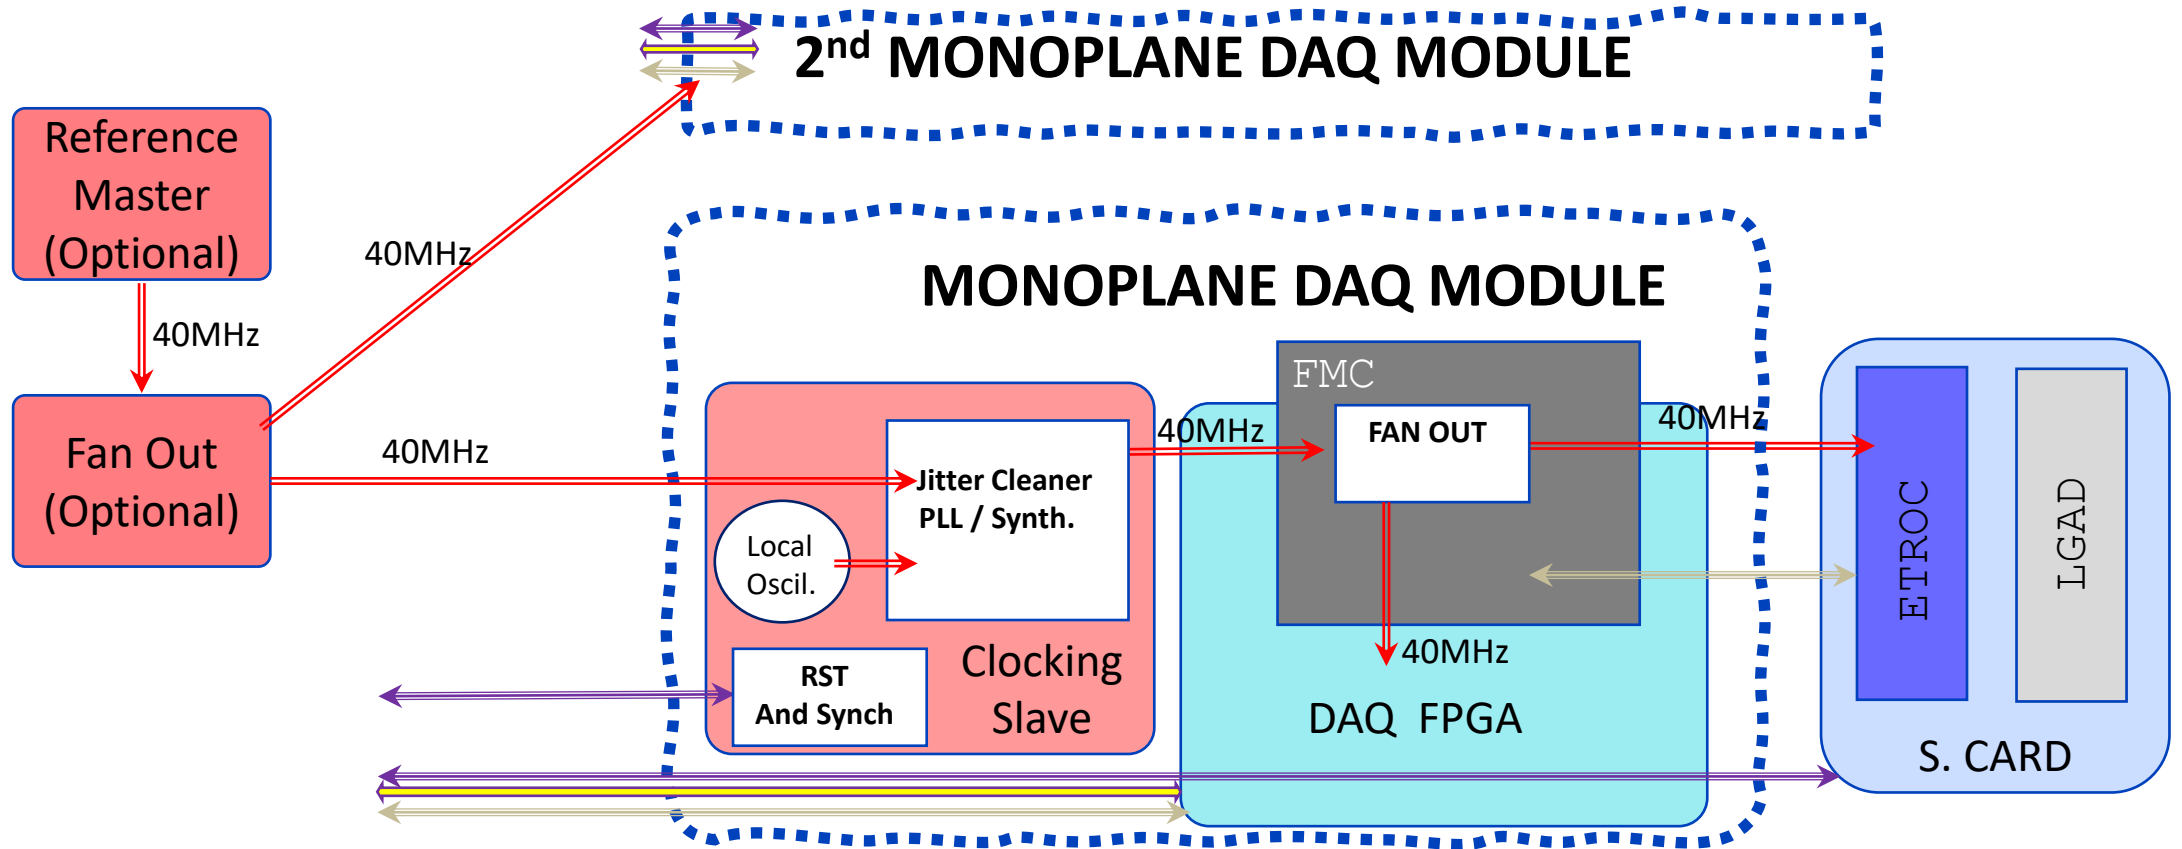 2nd MONOPLANE DAQ MODULE
Reference
Master
(Optional)
40MHz
40MHz
Fan Out
(Optional)
40MHz
MONOPLANE DAQ MODULE
Jitter Cleaner
PLL / Synth.
Local
Oscil.
RST
And Synch
Clocking
Slave
40MHz
FMC
FAN OUT
40MHz
40MHz
DAQ FPGA
ETROC
LGAD
S. CARD